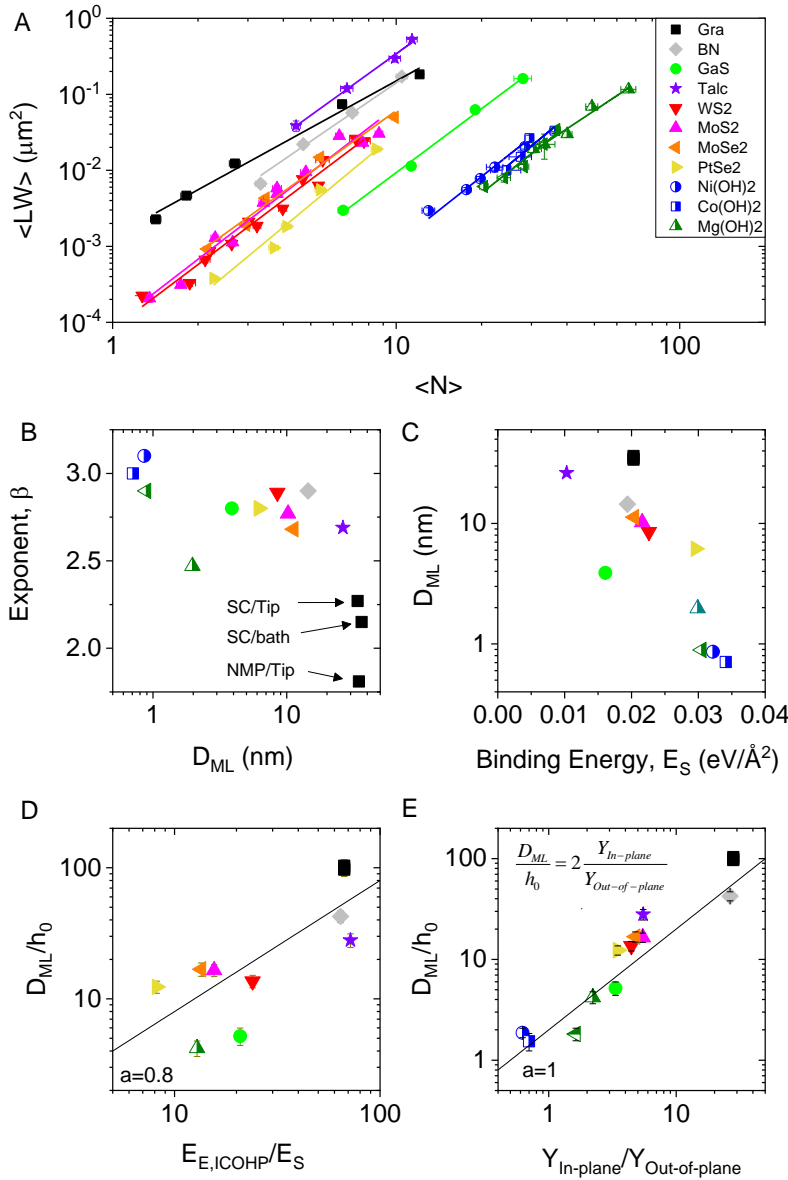 A
<LW> (μm²)
10⁰
10⁻¹
10⁻²
10⁻³
10⁻⁴
1
10
100
<N>
Gra
BN
GaS
Talc
WS2
MoS2
MoSe2
PtSe2
Ni(OH)2
Co(OH)2
Mg(OH)2
B
Exponent, β
3.0
2.5
2.0
SC/Tip
SC/bath
NMP/Tip
1
10
D_ML (nm)
C
D_ML (nm)
10
1
0.00
0.01
0.02
0.03
0.04
Binding Energy, E_S (eV/Å²)
D
D_ML/h₀
100
10
a=0.8
10
100
E_E,ICOHP/E_S
E
D_ML/h₀
100
10
1
D_ML/h₀ = 2 Y_In-plane/Y_Out-of-plane
a=1
1
10
Y_In-plane/Y_Out-of-plane